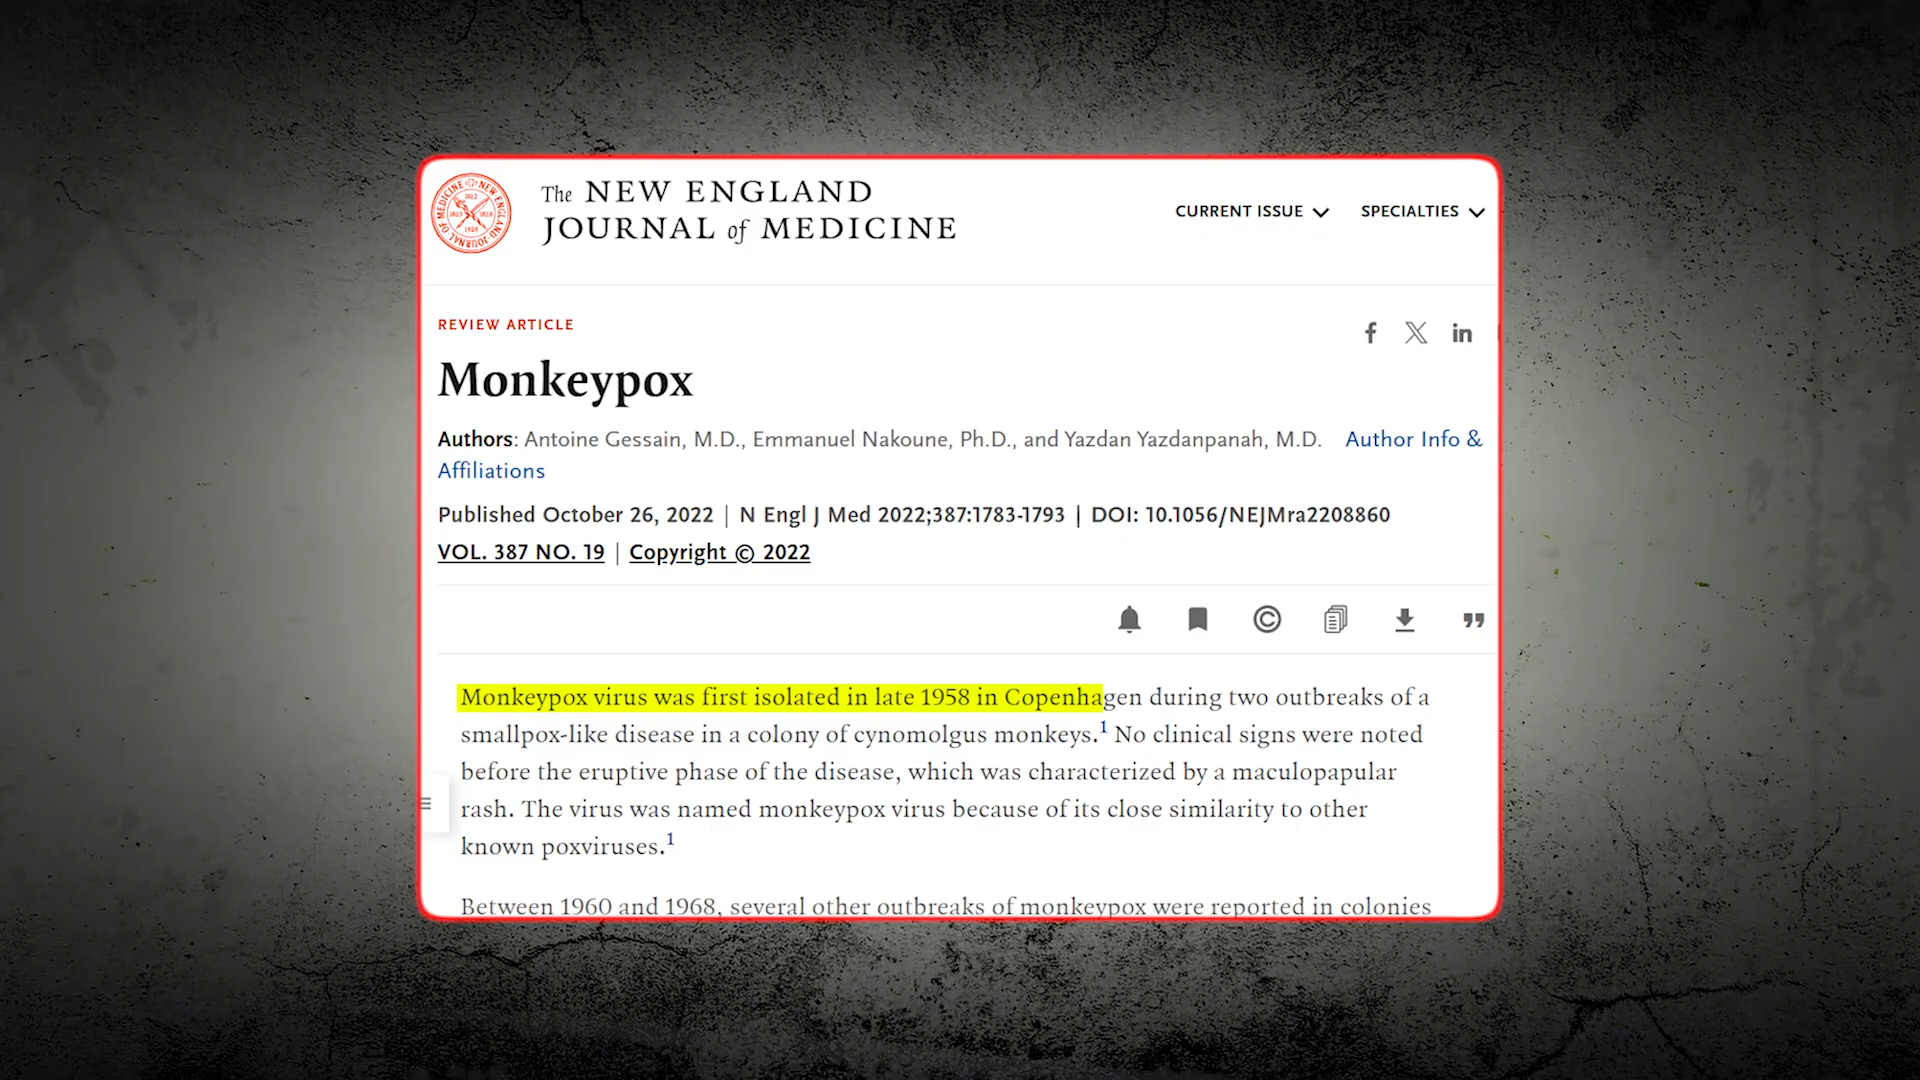 The NEW ENGLAND
JOURNAL of MEDICINE
CURRENT ISSUE
SPECIALTIES
REVIEW ARTICLE
Monkeypox
Authors: Antoine Gessain, M.D., Emmanuel Nakoune, Ph.D., and Yazdan Yazdanpanah, M.D. Author Info &
Affiliations
Published October 26, 2022 | N Engl J Med 2022;387:1783-1793 | DOI: 10.1056/NEJMra2208860
VOL. 387 NO. 19 | Copyright © 2022
Monkeypox virus was first isolated in late 1958 in Copenhagen during two outbreaks of a
smallpox-like disease in a colony of cynomolgus monkeys.1 No clinical signs were noted
before the eruptive phase of the disease, which was characterized by a maculopapular
rash. The virus was named monkeypox virus because of its close similarity to other
known poxviruses.1
Between 1960 and 1968, several other outbreaks of monkeypox were reported in colonies